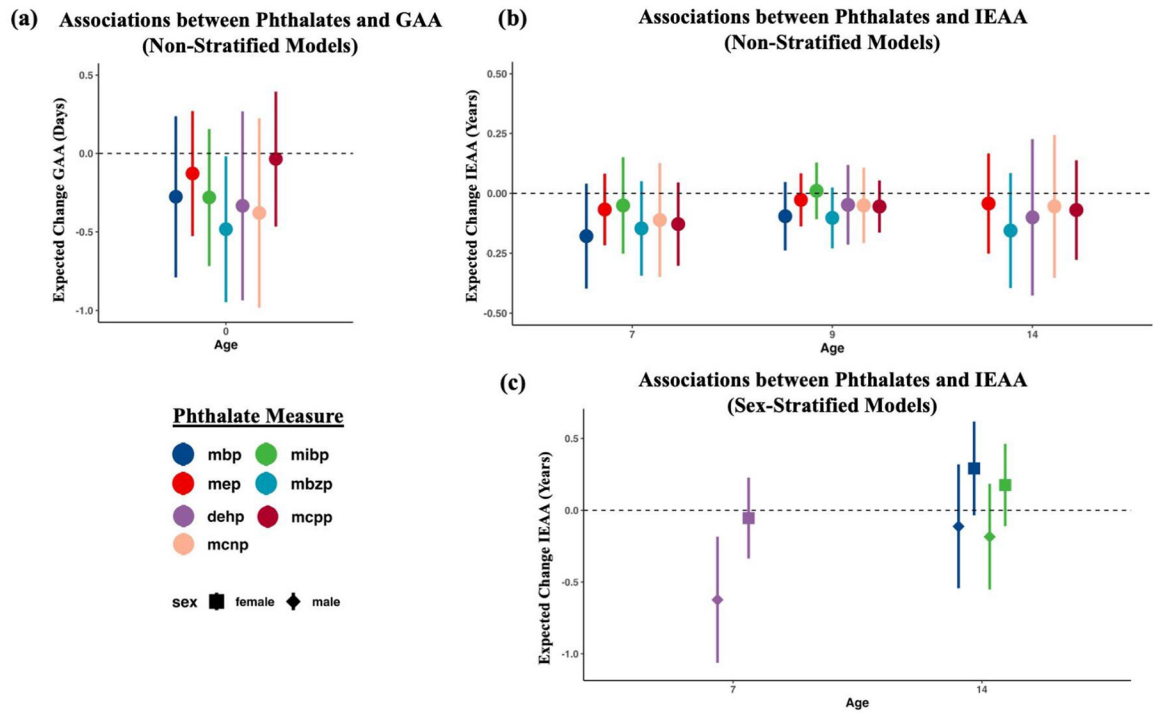 (a) Associations between Phthalates and GAA
(Non-Stratified Models)
Expected Change GAA (Days)
0.5
0.0
-0.5
-1.0
0
Age
(b) Associations between Phthalates and IEAA
(Non-Stratified Models)
Expected Change IEAA (Years)
0.50
0.25
0.00
-0.25
-0.50
7 9 14
Age
Phthalate Measure
mbp mibp
mep mbzp
dehp mcpp
mcnp
sex female male
(c) Associations between Phthalates and IEAA
(Sex-Stratified Models)
Expected Change IEAA (Years)
0.5
0.0
-0.5
-1.0
7 14
Age